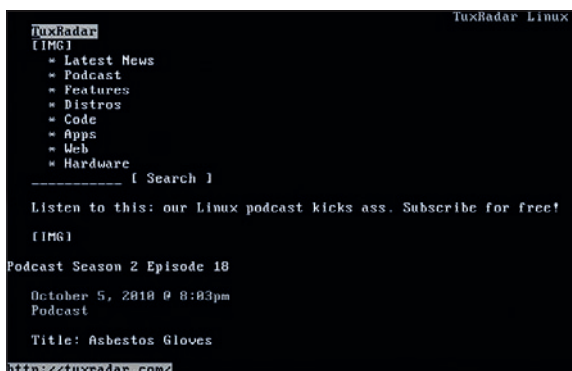 TuxRadar Linux
TuxRadar
[IMG]
* Latest News
* Podcast
* Features
* Distros
* Code
* Apps
* Web
* Hardware
___________ [ Search ]
Listen to this: our Linux podcast kicks ass. Subscribe for free!
[IMG]
Podcast Season 2 Episode 18
October 5, 2010 @ 8:03pm
Podcast
Title: Asbestos Gloves
http://tuxradar.com/